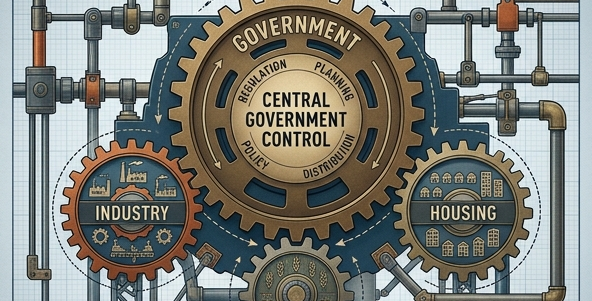 GOVERNMENT
REGULATION
PLANNING
CENTRAL
GOVERNMENT
CONTROL
POLICY
DISTRIBUTION
INDUSTRY
HOUSING